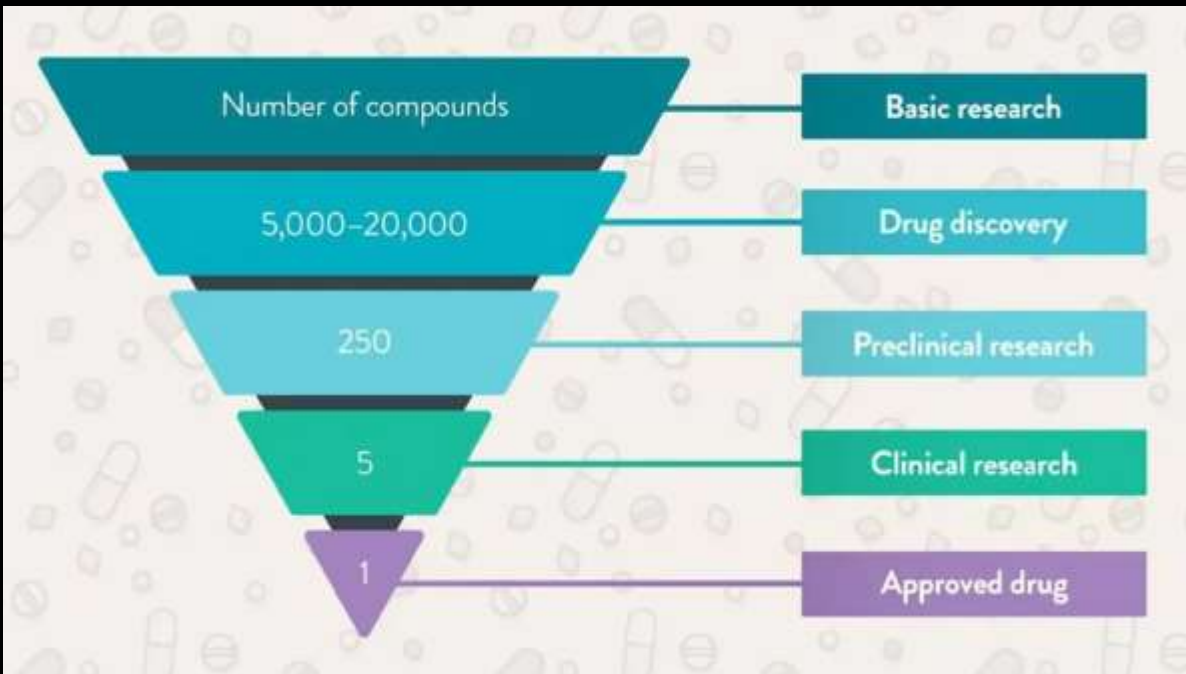 Number of compounds
Basic research
5,000–20,000
Drug discovery
250
Preclinical research
5
Clinical research
1
Approved drug